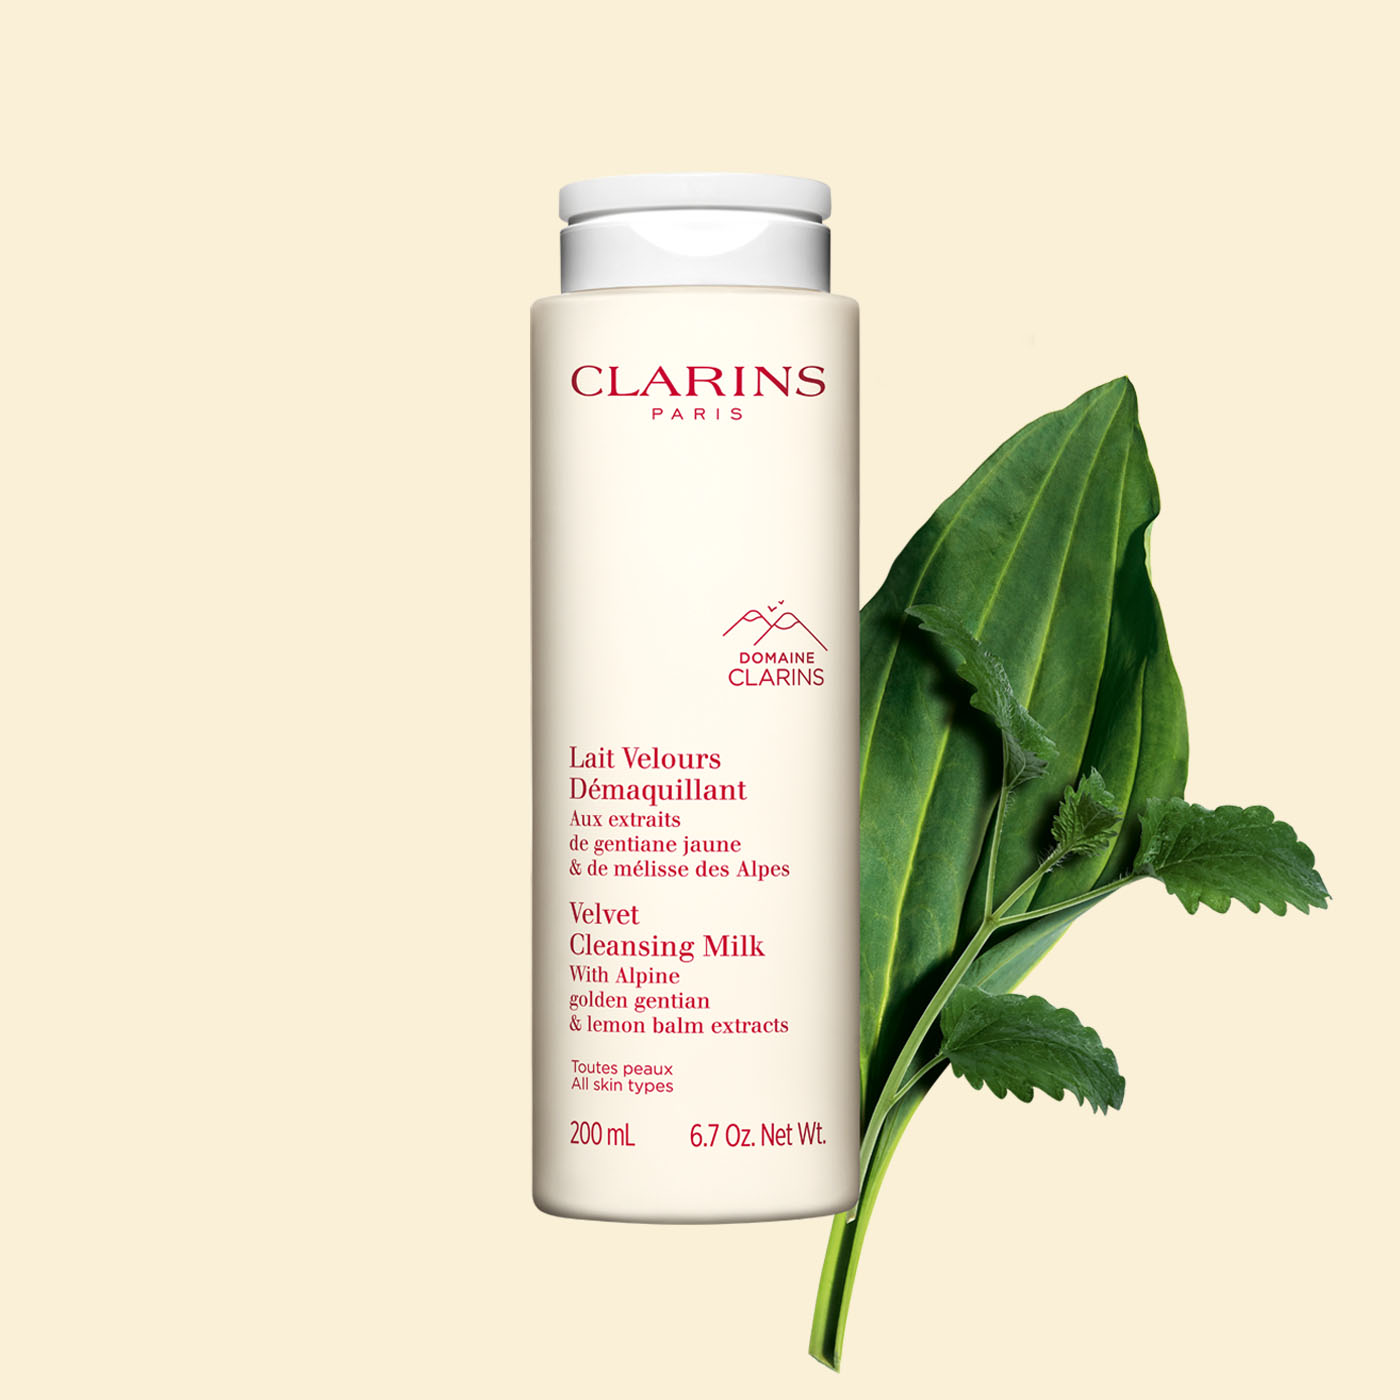 CLARINS
PARIS
DOMAINE
CLARINS
Lait Velours
Démaquillant
Aux extraits
de gentiane jaune
& de mélisse des Alpes
Velvet
Cleansing Milk
With Alpine
golden gentian
& lemon balm extracts
Toutes peaux
All skin types
200 mL 6.7 Oz. Net Wt.